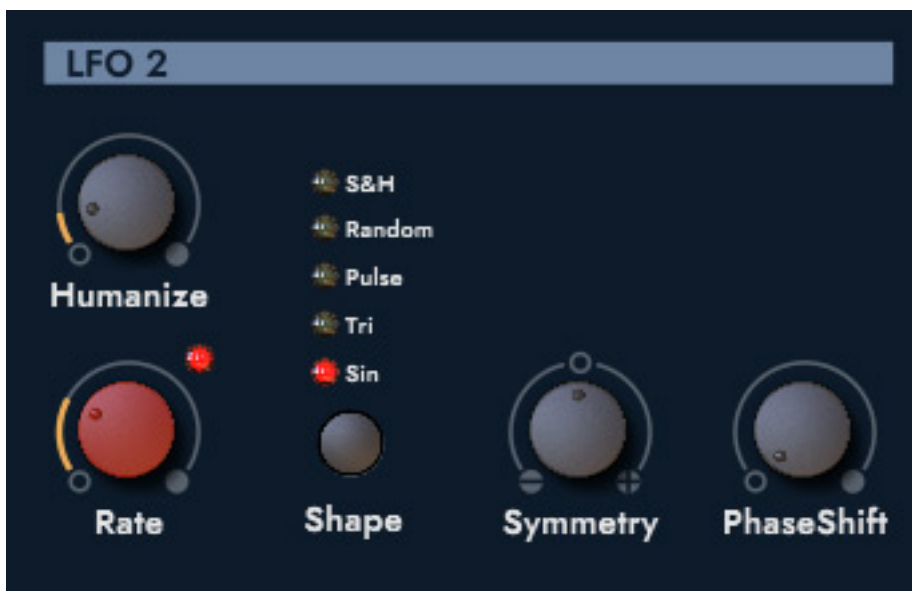 LFO 2
S&H
Random
Pulse
Humanize
Tri
Sin
Rate
Shape
Symmetry
PhaseShift